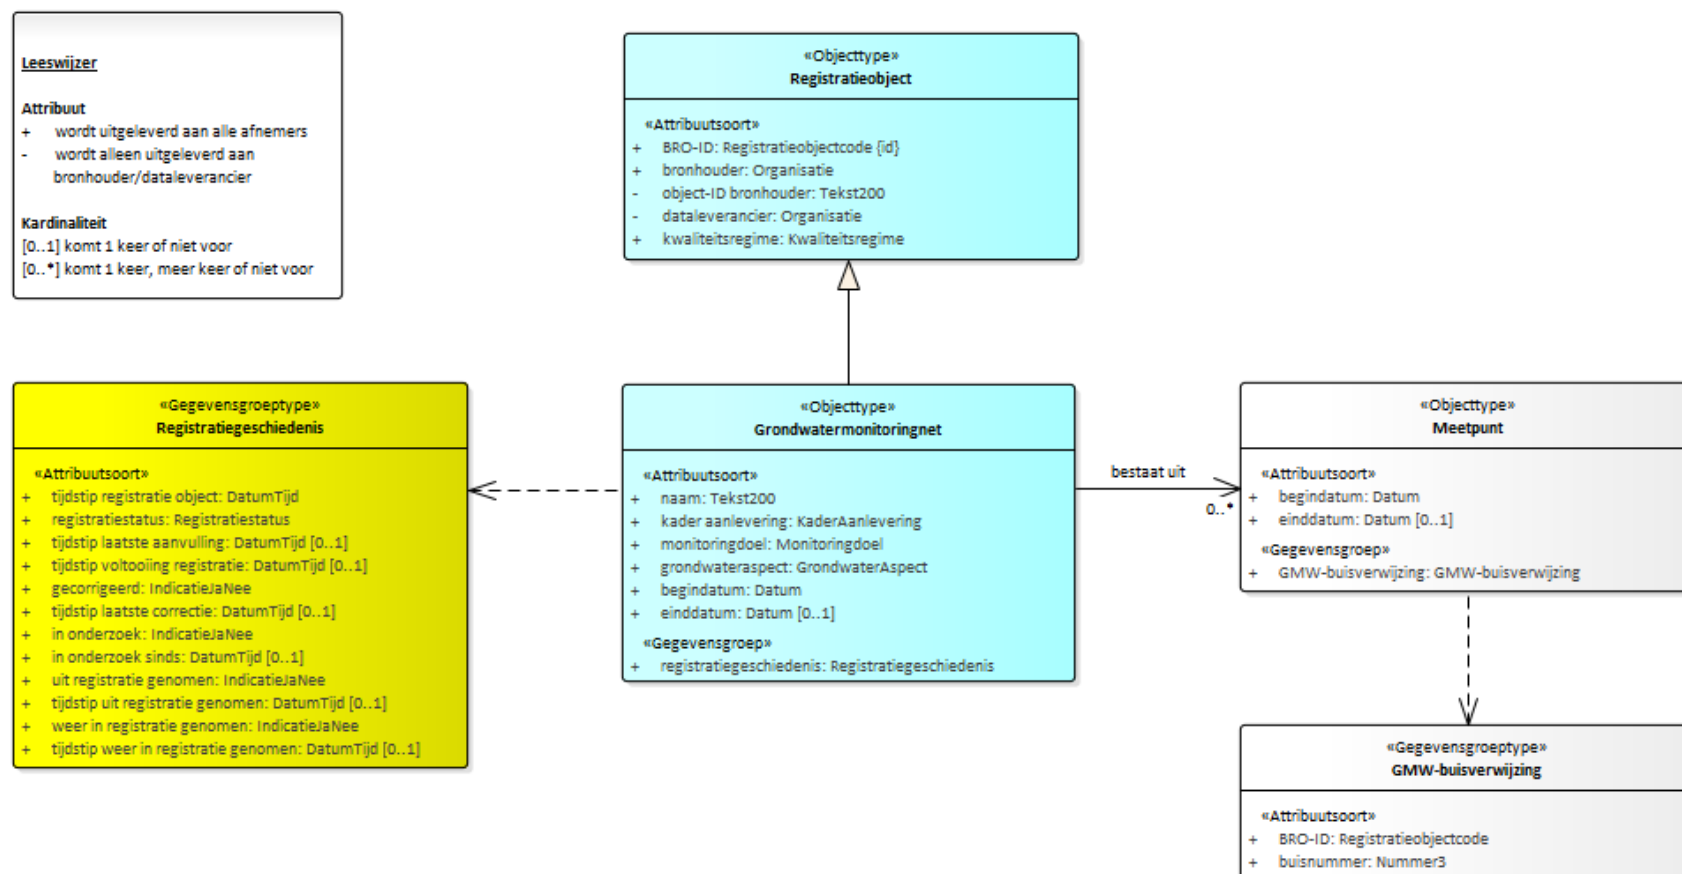 Leeswijzer
Attribuut
+ wordt uitgeleverd aan alle afnemers
- wordt alleen uitgeleverd aan
bronhouder/dataleverancier
Kardinaliteit
[0..1] komt 1 keer of niet voor
[0..*] komt 1 keer, meer keer of niet voor
«Objecttype»
Registratieobject
«Attribuutsoort»
+ BRO-ID: Registratieobjectcode {id}
+ bronhouder: Organisatie
- object-ID bronhouder: Tekst200
- dataleverancier: Organisatie
+ kwaliteitsregime: Kwaliteitsregime
«Gegevensgroeptype»
Registratiegeschiedenis
«Attribuutsoort»
+ tijdstip registratie object: DatumTijd
+ registratiestatus: Registratiestatus
+ tijdstip laatste aanvulling: DatumTijd [0..1]
+ tijdstip voltooiing registratie: DatumTijd [0..1]
+ gecorrigeerd: IndicatieJaNee
+ tijdstip laatste correctie: DatumTijd [0..1]
+ in onderzoek: IndicatieJaNee
+ in onderzoek sinds: DatumTijd [0..1]
+ uit registratie genomen: IndicatieJaNee
+ tijdstip uit registratie genomen: DatumTijd [0..1]
+ weer in registratie genomen: IndicatieJaNee
+ tijdstip weer in registratie genomen: DatumTijd [0..1]
«Objecttype»
Grondwatermonitoringnet
«Attribuutsoort»
+ naam: Tekst200
+ kader aanlevering: KaderAanlevering
+ monitoringdoel: Monitoringdoel
+ grondwateraspect: GrondwaterAspect
+ begindatum: Datum
+ einddatum: Datum [0..1]
«Gegevensgroep»
+ registratiegeschiedenis: Registratiegeschiedenis
bestaat uit
0..*
«Objecttype»
Meetpunt
«Attribuutsoort»
+ begindatum: Datum
+ einddatum: Datum [0..1]
«Gegevensgroep»
+ GMW-buisverwijzing: GMW-buisverwijzing
«Gegevensgroeptype»
GMW-buisverwijzing
«Attribuutsoort»
+ BRO-ID: Registratieobjectcode
+ buisnummer: Nummer3